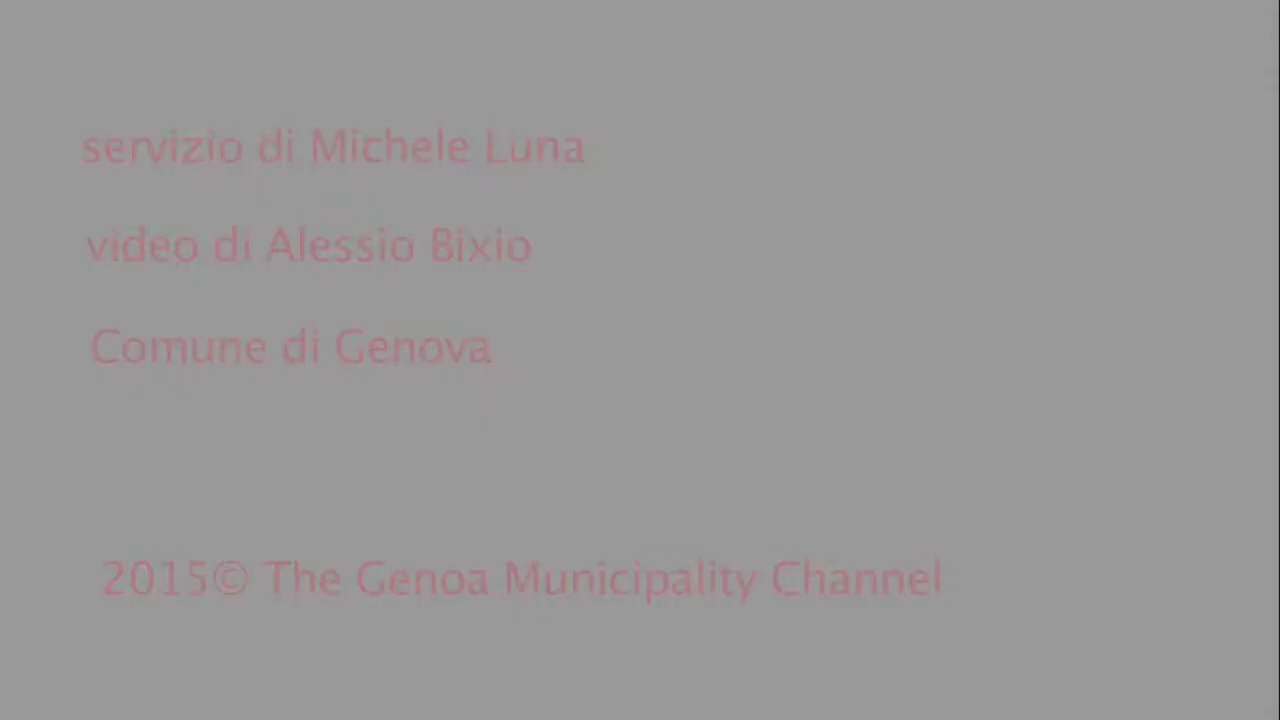 servizio di Michele Luna
video di Alessio Bixio
Comune di Genova
2015© The Genoa Municipality Channel